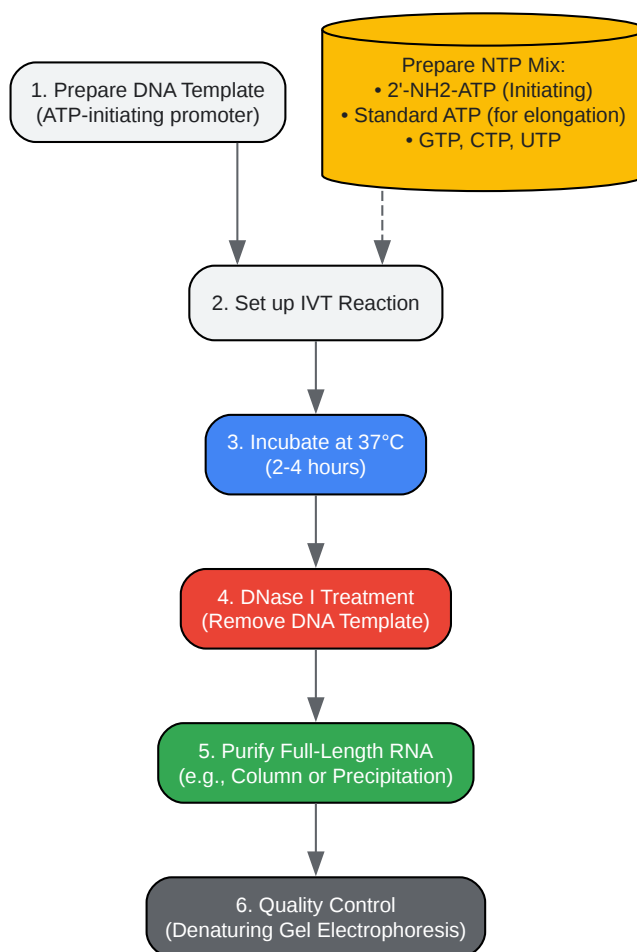 1. Prepare DNA Template
(ATP-initiating promoter)
Prepare NTP Mix:
• 2'-NH2-ATP (Initiating)
• Standard ATP (for elongation)
• GTP, CTP, UTP
2. Set up IVT Reaction
3. Incubate at 37°C
(2-4 hours)
4. DNase I Treatment
(Remove DNA Template)
5. Purify Full-Length RNA
(e.g., Column or Precipitation)
6. Quality Control
(Denaturing Gel Electrophoresis)